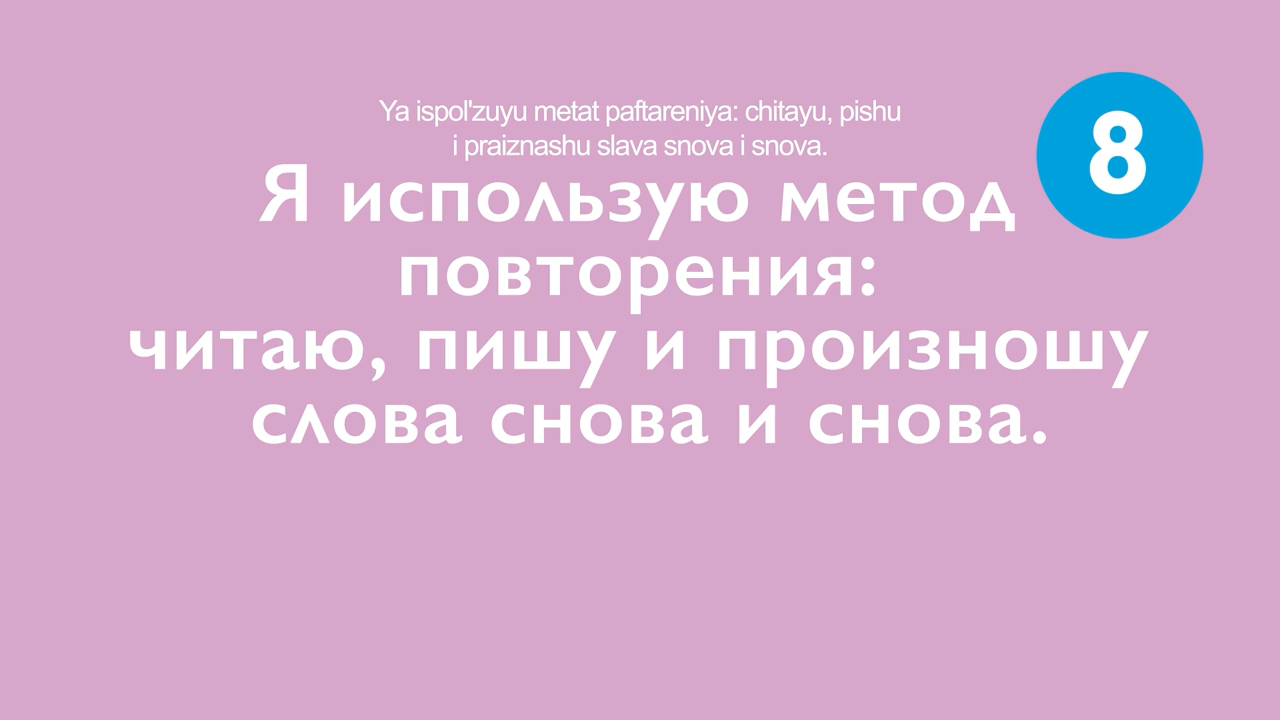 Ya ispol'zuyu metat paftareniya: chitayu, pishu
i praiznashu slava snova i snova.
8
Я использую метод
повторения:
читаю, пишу и произношу
слова снова и снова.